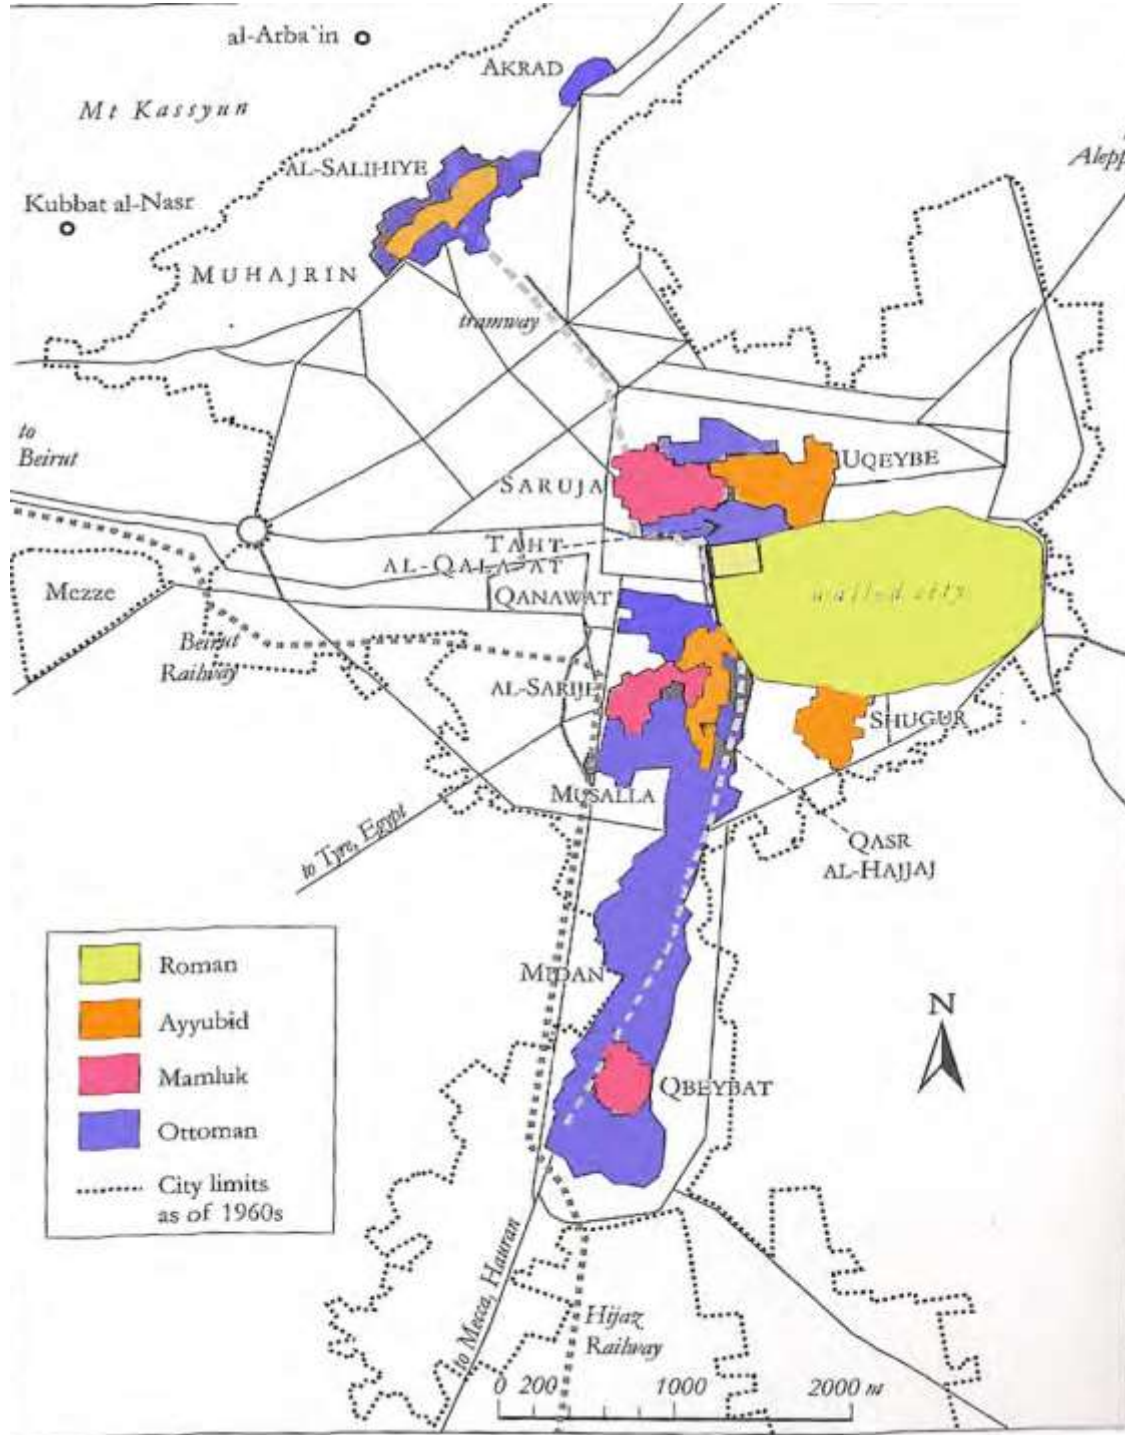 al-Arba`in
AKRAD
Mt Kassyun
AL-SALIHIYE
Alepp
Kubbat al-Nasr
MUHAJRIN
tramway
to
Beirut
UQEYBE
SARUJA
TAHT
AL-QALA`AT
Mezze
QANAWAT
walled city
Beirut
Railway
AL-SARIJE
SHUGUR
MUSALLA
to Tyre, Egypt
QASR
AL-HAJJAJ
Roman
MIDAN
Ayyubid
N
Mamluk
QBEYBAT
Ottoman
City limits
as of 1960s
to Mecca, Hauran
Hijaz
Railway
0 200 1000 2000 m